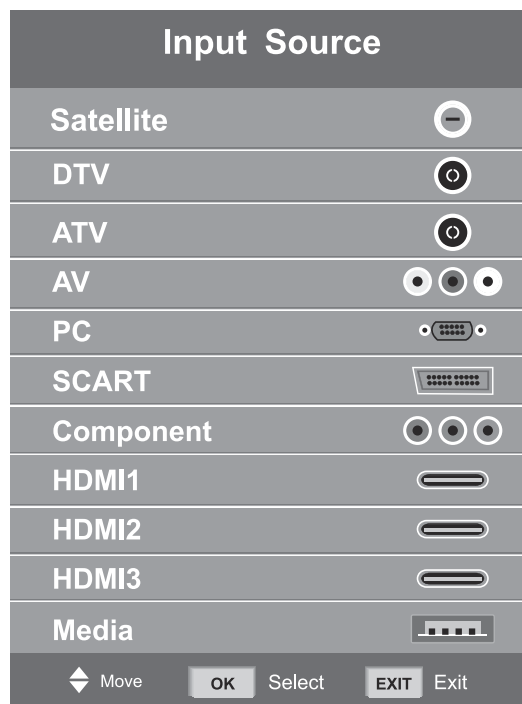 Input Source
Satellite
DTV
ATV
AV
PC
SCART
Component
HDMI1
HDMI2
HDMI3
Media
Move OK Select EXIT Exit